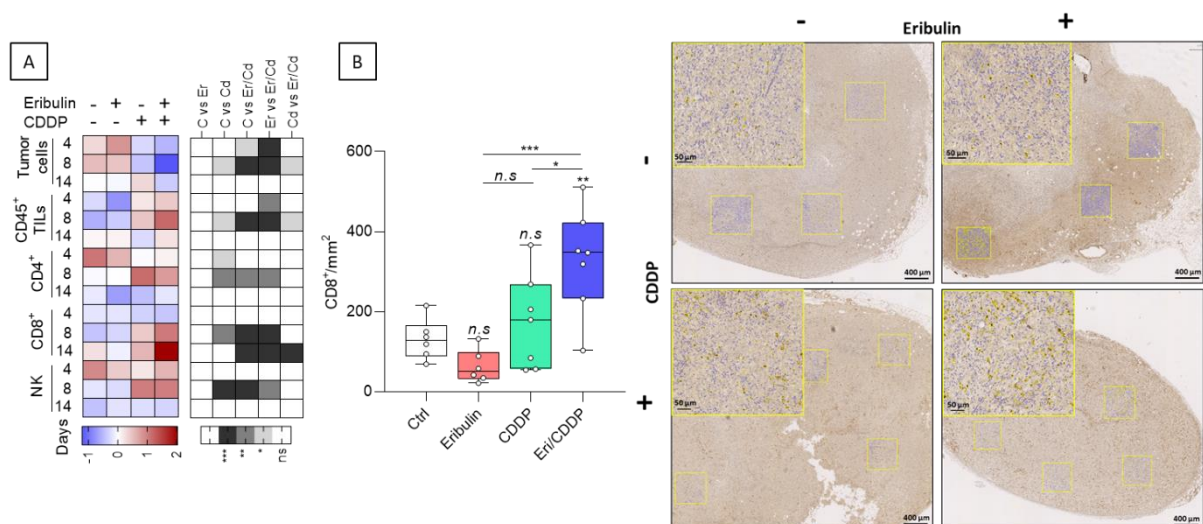 A
Eribulin - + - +
CDDP - - + +
C vs Er
C vs Cd
C vs Er/Cd
Er vs Er/Cd
Cd vs Er/Cd
Tumor
cells
4
8
14
CD45+
TILs
4
8
14
CD4+
4
8
14
CD8+
4
8
14
NK
4
8
14
Days
-1
0
1
2
***
**
*
ns
B
CD8+/mm2
600
400
200
0
***
*
n.s
**
n.s
n.s
Ctrl
Eribulin
CDDP
Eri/CDDP
- Eribulin +
CDDP
-
+
50 µm
400 µm
50 µm
400 µm
50 µm
400 µm
50 µm
400 µm